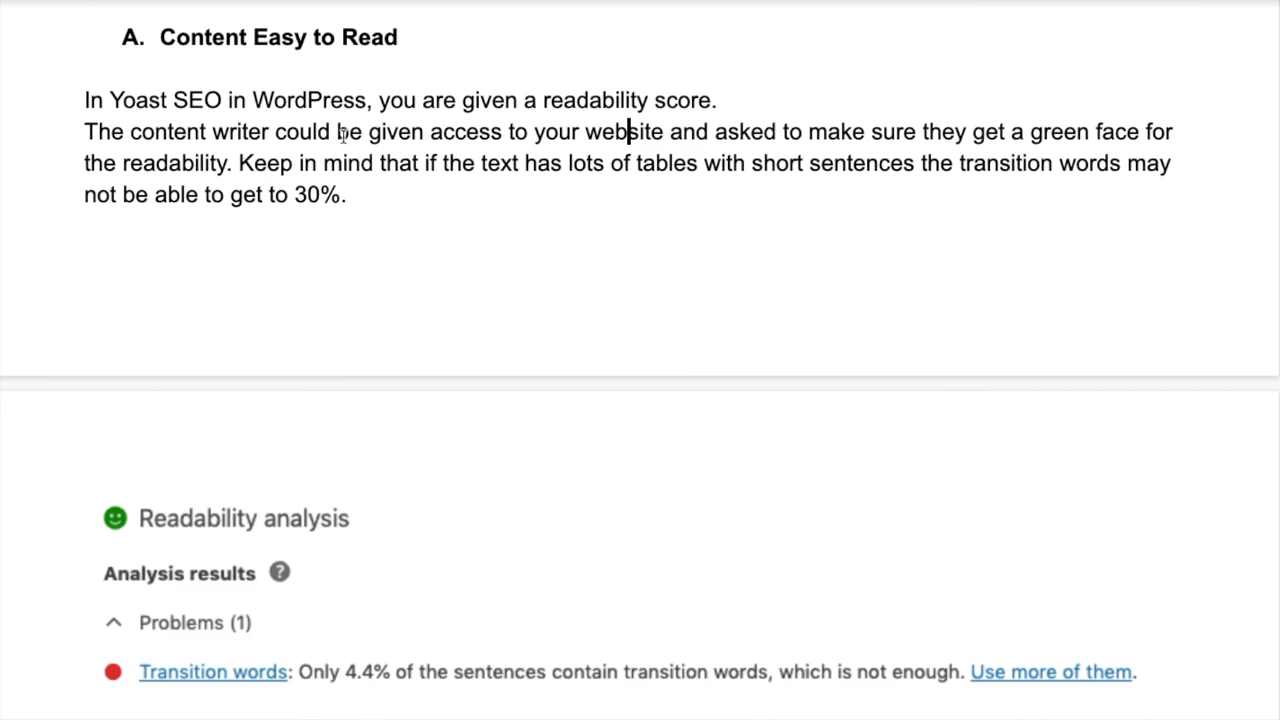 A. Content Easy to Read
In Yoast SEO in WordPress, you are given a readability score.
The content writer could be given access to your website and asked to make sure they get a green face for
the readability. Keep in mind that if the text has lots of tables with short sentences the transition words may
not be able to get to 30%.
Readability analysis
Analysis results ?
Problems (1)
Transition words: Only 4.4% of the sentences contain transition words, which is not enough. Use more of them.